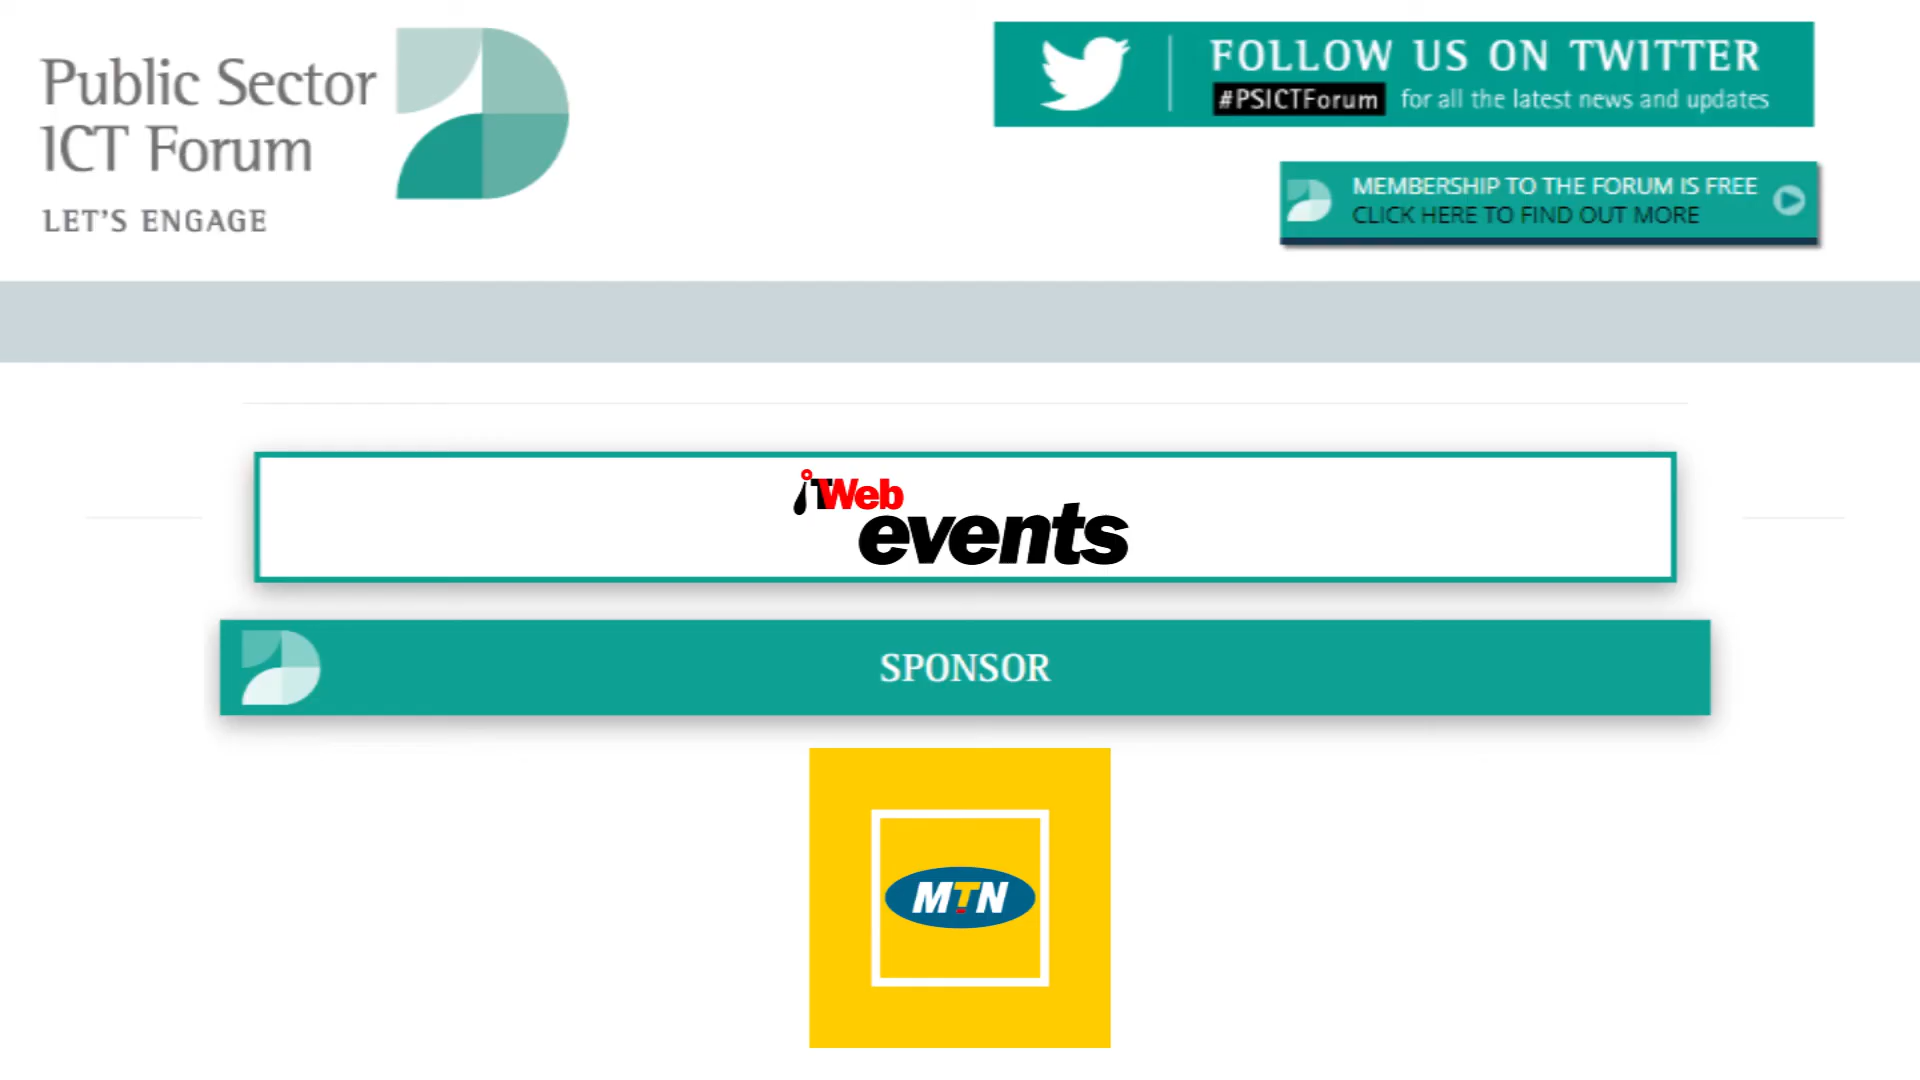 Public Sector
ICT Forum
LET'S ENGAGE
FOLLOW US ON TWITTER
#PSICTForum for all the latest news and updates
MEMBERSHIP TO THE FORUM IS FREE
CLICK HERE TO FIND OUT MORE
iTWeb
events
SPONSOR
MTN